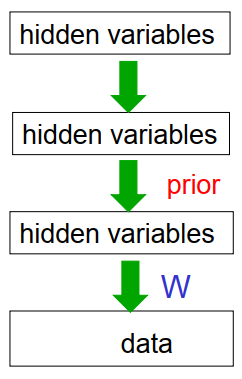 hidden variables
hidden variables
prior
hidden variables
W
data